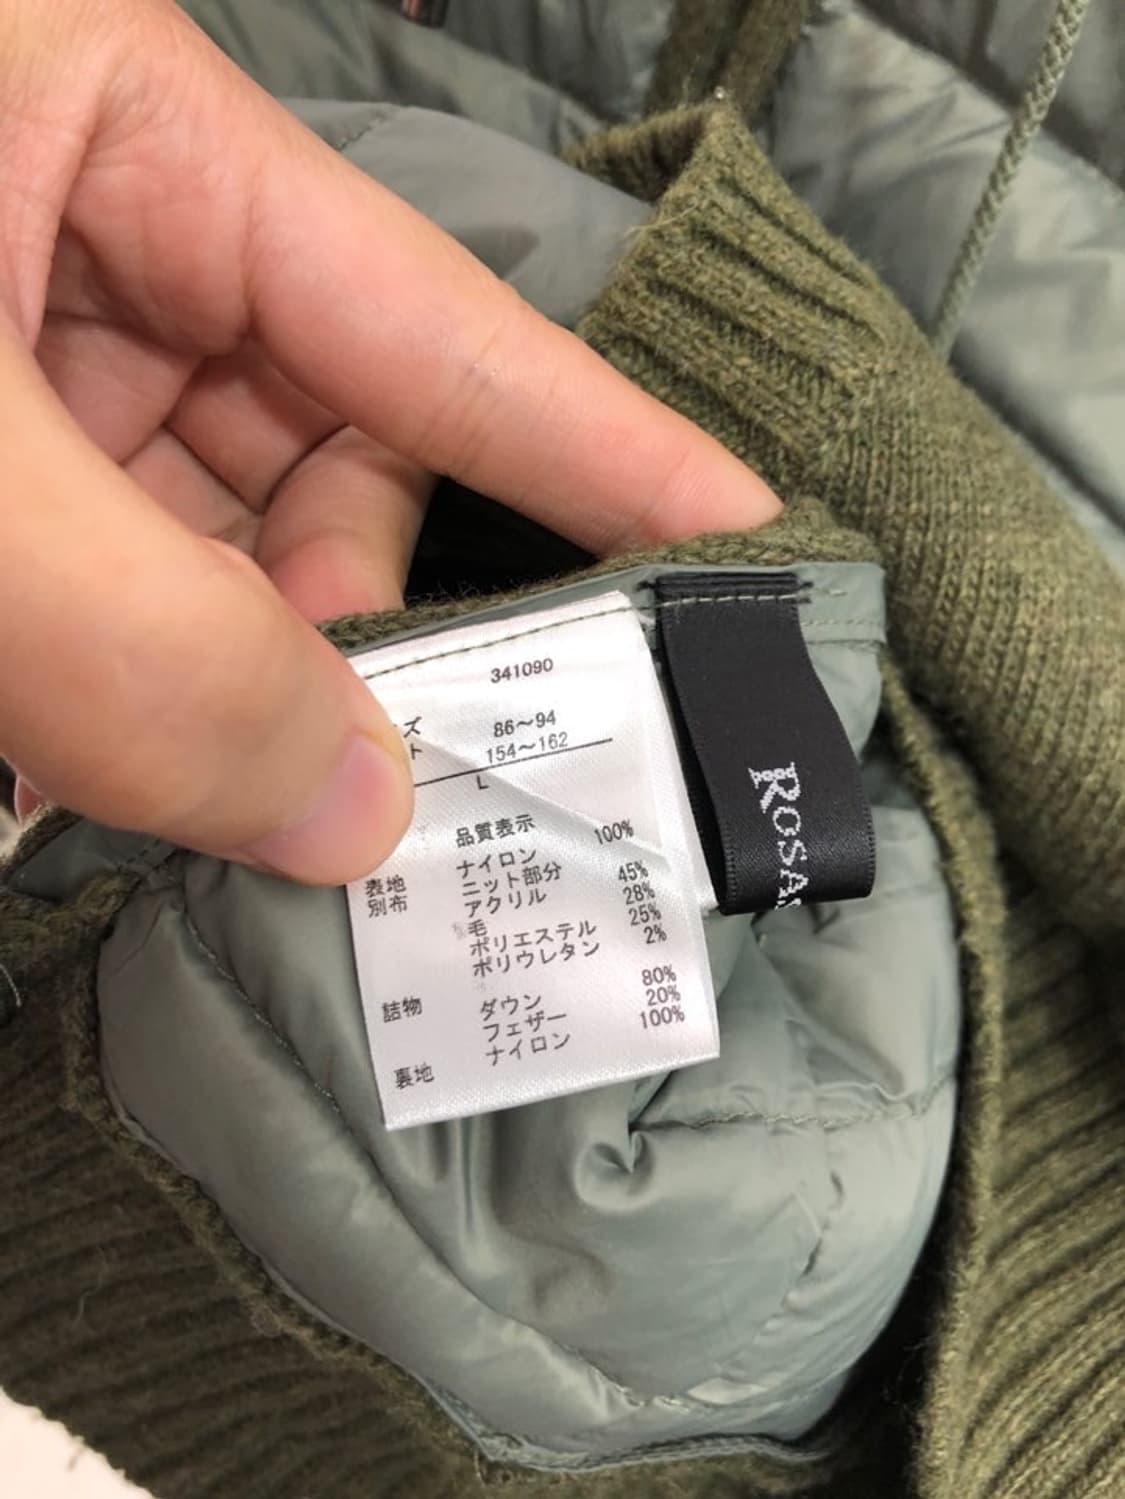 341090
ズ 86～94
ト 154～162
L
品質表示
表地 ナイロン 100%
別布 ニット部分
アクリル 45%
毛 28%
ポリエステル 25%
ポリウレタン 2%
詰物 ダウン 80%
フェザー 20%
裏地 ナイロン 100%
ROSA